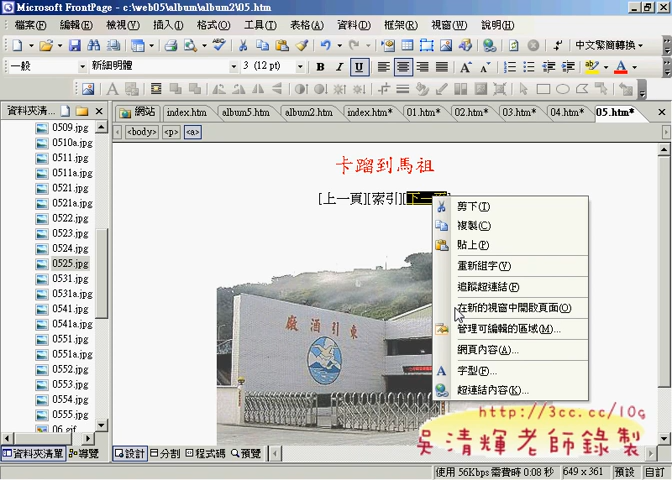 Microsoft FrontPage - c:\web05\album\album2\05.htm
檔案(F) 編輯(E) 檢視(V) 插入(I) 格式(O) 工具(T) 表格(A) 資料(D) 框架(R) 視窗(W) 說明(H)
中文繁簡轉換
一般 新細明體 3 (12 pt) B I U
資料夾清... 網站 index.htm album5.htm album2.htm index.htm* 01.htm* 02.htm* 03.htm* 04.htm* 05.htm*
<body> <p> <a>
0509.jpg
0510a.jpg
0511.jpg
0511a.jpg
0521.jpg
0521a.jpg
0522.jpg
0523.jpg
0524.jpg
0525.jpg
0531.jpg
0531a.jpg
0541.jpg
0541a.jpg
0551.jpg
0551a.jpg
0552.jpg
0553.jpg
0554.jpg
0555.jpg
06.gif
卡蹓到馬祖
[上一頁][索引][下一頁]
剪下(T)
複製(C)
貼上(P)
重新組字(V)
追蹤超連結(F)
在新的視窗中開啟頁面(O)
管理可編輯的區域(M)...
網頁內容(A)...
字型(F)...
超連結內容(K)...
廠酒引東
http://3cc.cc/10g
吳清輝老師錄製
資料夾清單 導覽 設計 分割 程式碼 預覽
使用 56Kbps 需費時 0:08 秒 649 x 361 預設 自訂